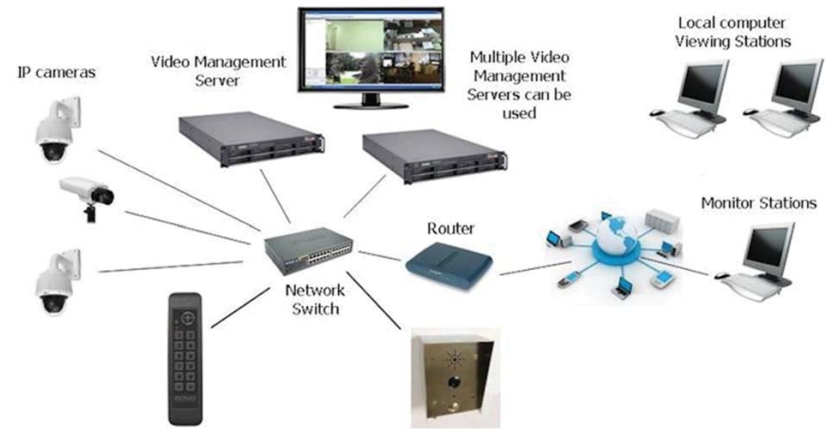 IP cameras
Video Management
Server
Multiple Video
Management
Servers can be
used
Local computer
Viewing Stations
Router
Monitor Stations
Network
Switch